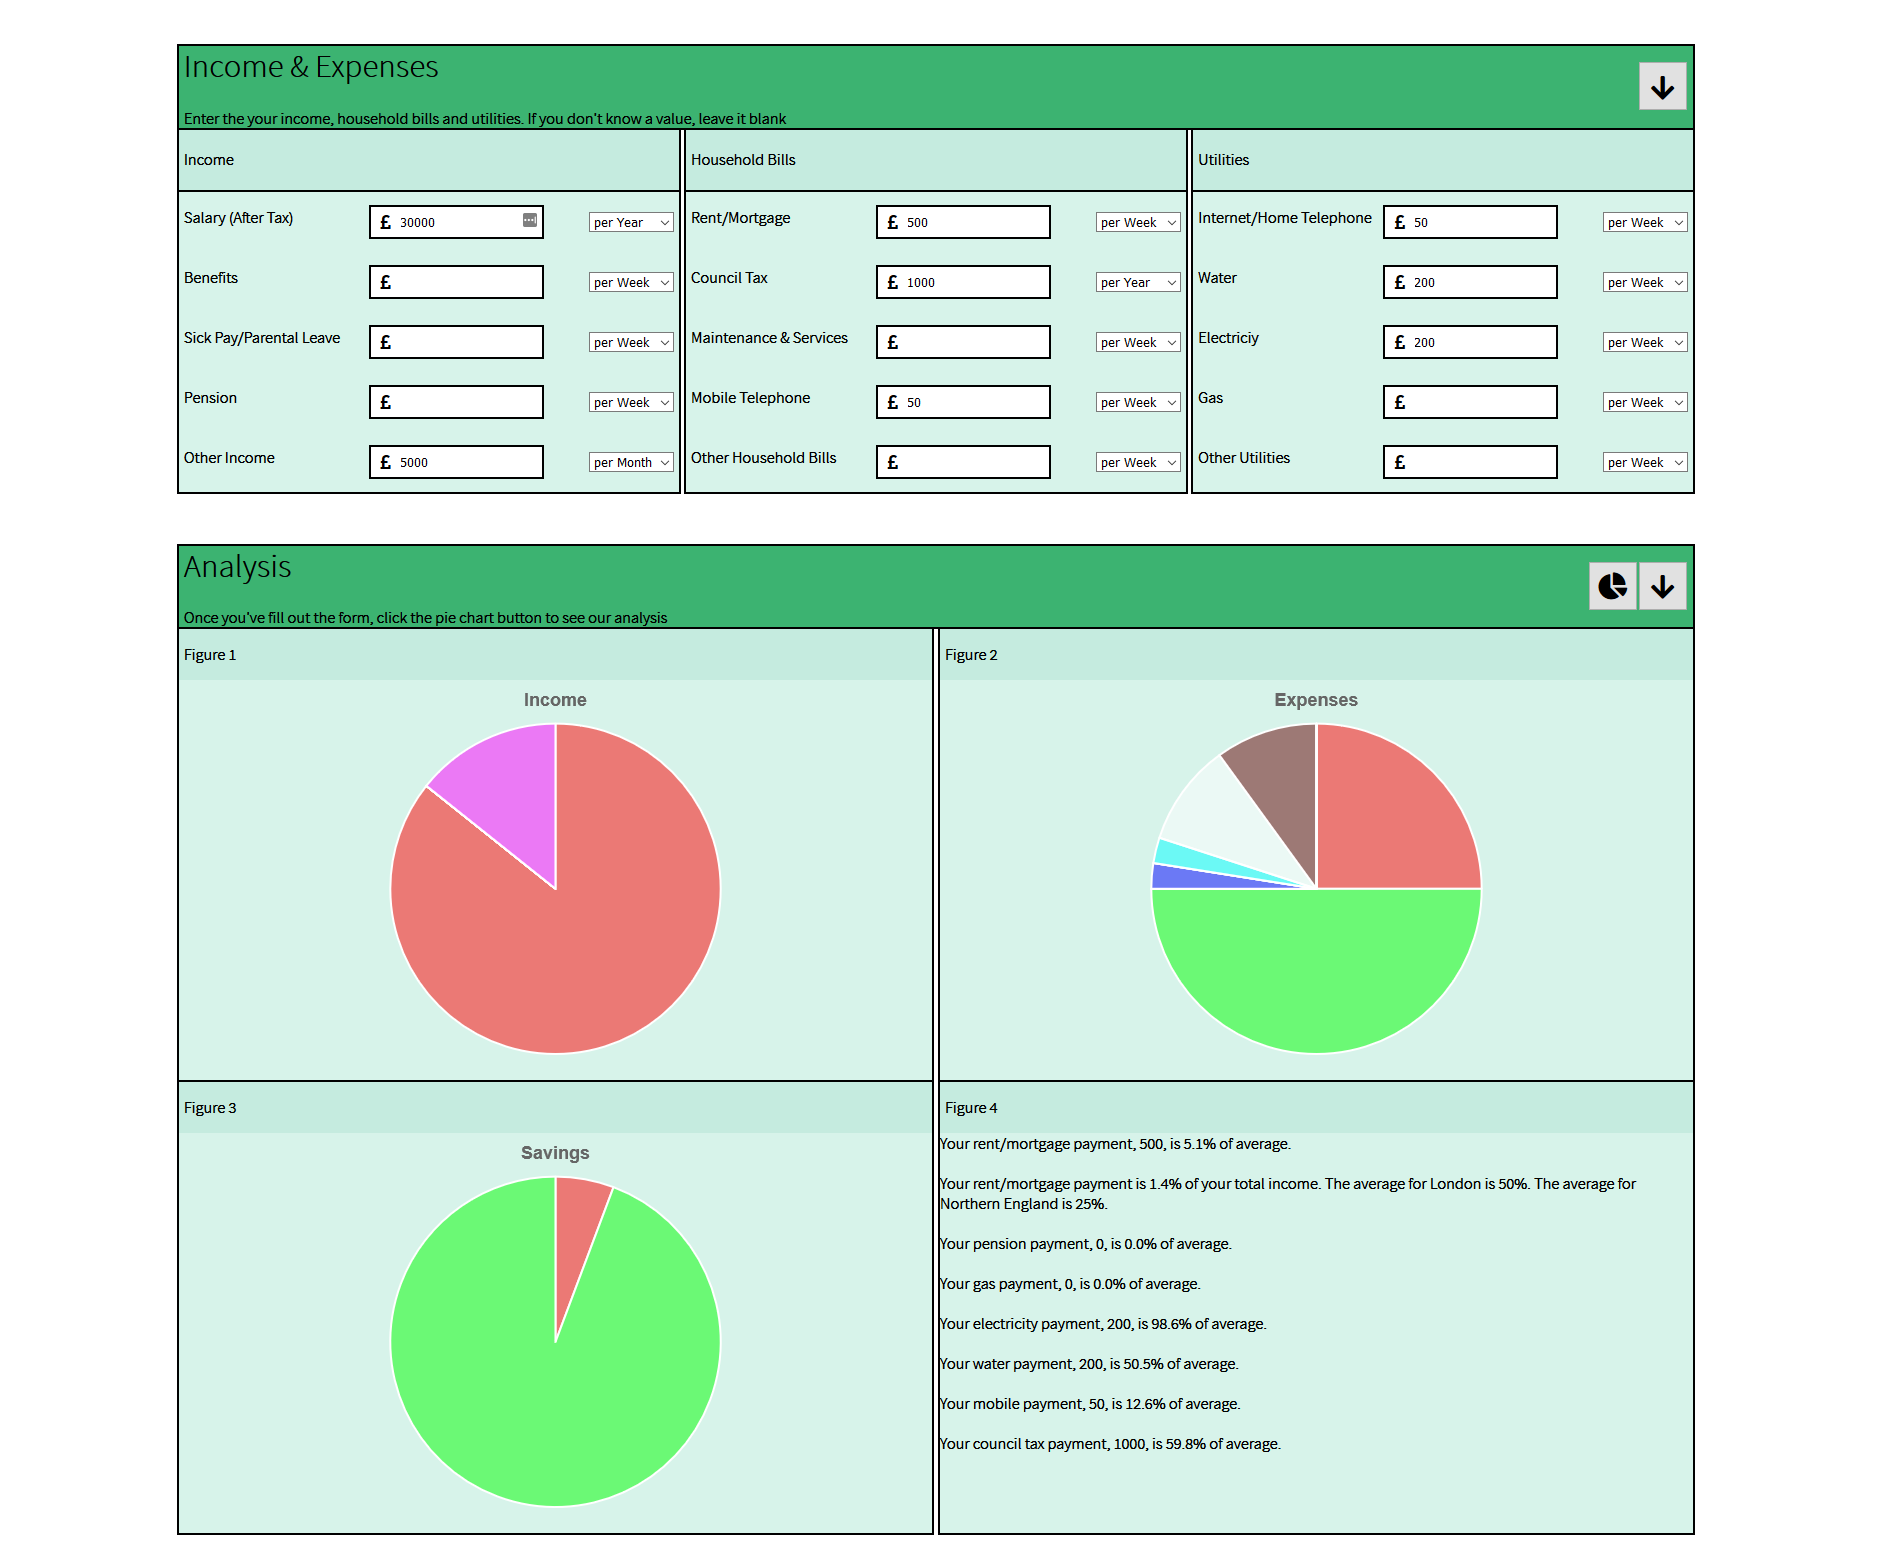 Income & Expenses
Enter the your income, household bills and utilities. If you don't know a value, leave it blank
Income
Salary (After Tax) £ 30000 per Year
Benefits £ per Week
Sick Pay/Parental Leave £ per Week
Pension £ per Week
Other Income £ 5000 per Month
Household Bills
Rent/Mortgage £ 500 per Week
Council Tax £ 1000 per Year
Maintenance & Services £ per Week
Mobile Telephone £ 50 per Week
Other Household Bills £ per Week
Utilities
Internet/Home Telephone £ 50 per Week
Water £ 200 per Week
Electriciy £ 200 per Week
Gas £ per Week
Other Utilities £ per Week
Analysis
Once you've fill out the form, click the pie chart button to see our analysis
Figure 1
Income
Figure 2
Expenses
Figure 3
Savings
Figure 4
Your rent/mortgage payment, 500, is 5.1% of average.
Your rent/mortgage payment is 1.4% of your total income. The average for London is 50%. The average for
Northern England is 25%.
Your pension payment, 0, is 0.0% of average.
Your gas payment, 0, is 0.0% of average.
Your electricity payment, 200, is 98.6% of average.
Your water payment, 200, is 50.5% of average.
Your mobile payment, 50, is 12.6% of average.
Your council tax payment, 1000, is 59.8% of average.